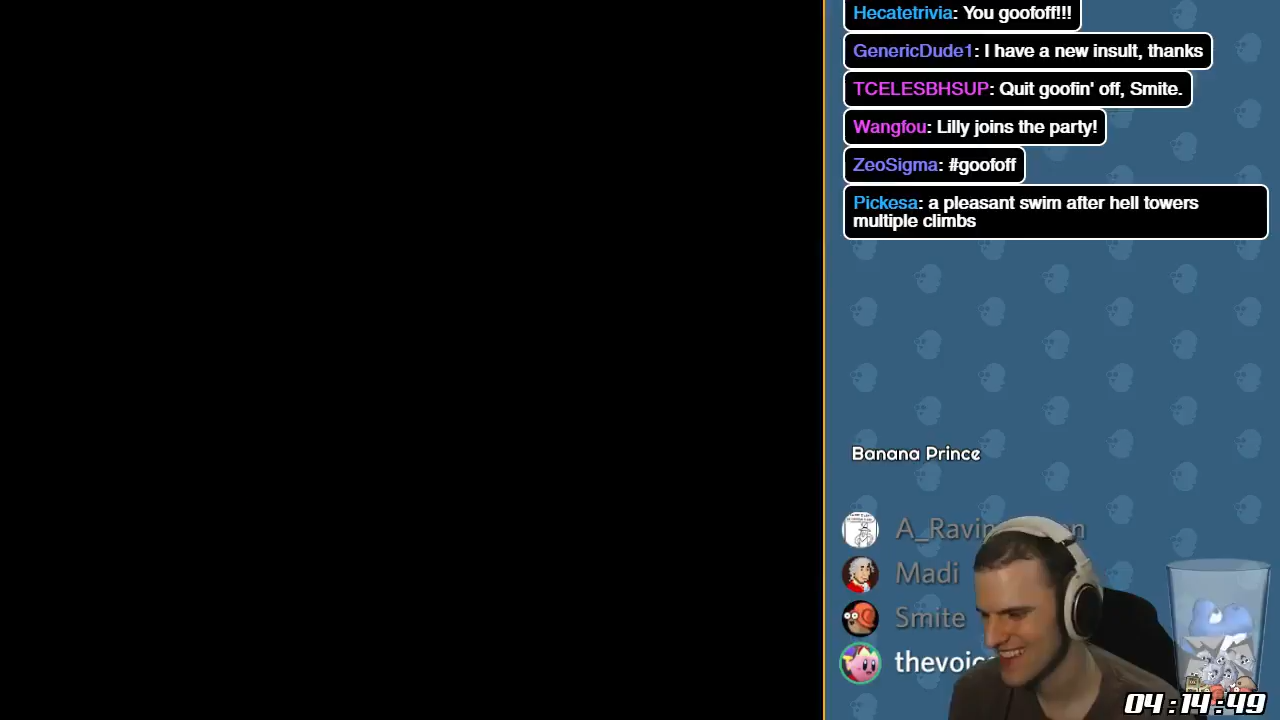 Hecatetrivia: You goofoff!!!
GenericDude1: I have a new insult, thanks
TCELESBHSUP: Quit goofin' off, Smite.
Wangfou: Lilly joins the party!
ZeoSigma: #goofoff
Pickesa: a pleasant swim after hell towers
multiple climbs
Banana Prince
Madi
Smite
04:14:49